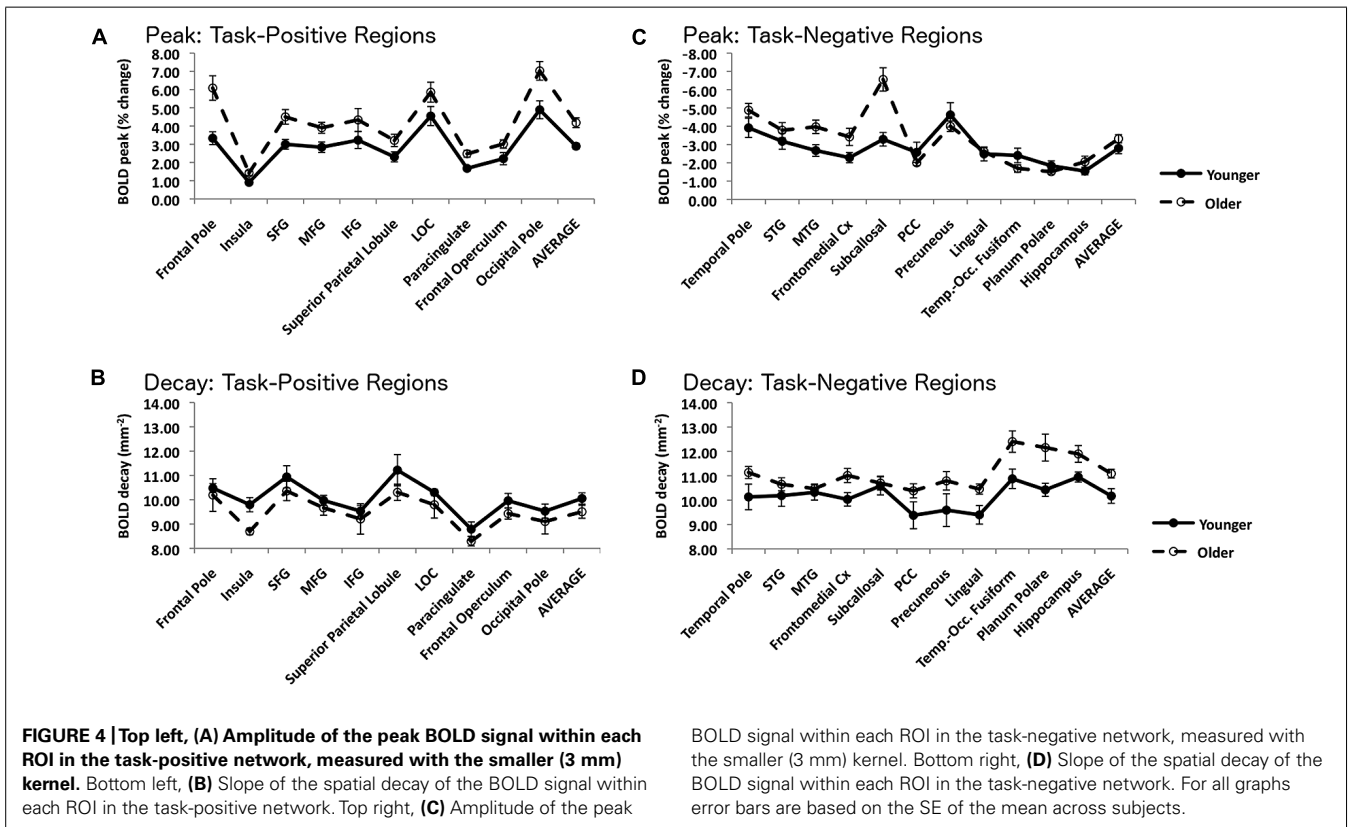 A Peak: Task-Positive Regions
BOLD peak (% change)
8.00
7.00
6.00
5.00
4.00
3.00
2.00
1.00
0.00
Frontal Pole
Insula
SFG
MFG
IFG
Superior Parietal Lobule
LOC
Paracingulate
Frontal Operculum
Occipital Pole
AVERAGE
C Peak: Task-Negative Regions
BOLD peak (% change)
-8.00
-7.00
-6.00
-5.00
-4.00
-3.00
-2.00
-1.00
0.00
Temporal Pole
STG
MTG
Frontomedial Cx
Subcallosal
PCC
Precuneous
Lingual
Temp.-Occ. Fusiform
Planum Polare
Hippocampus
AVERAGE
Younger
Older
B Decay: Task-Positive Regions
BOLD decay (mm⁻²)
14.00
13.00
12.00
11.00
10.00
9.00
8.00
Frontal Pole
Insula
SFG
MFG
IFG
Superior Parietal Lobule
LOC
Paracingulate
Frontal Operculum
Occipital Pole
AVERAGE
D Decay: Task-Negative Regions
BOLD decay (mm⁻²)
14.00
13.00
12.00
11.00
10.00
9.00
8.00
Temporal Pole
STG
MTG
Frontomedial Cx
Subcallosal
PCC
Precuneous
Lingual
Temp.-Occ. Fusiform
Planum Polare
Hippocampus
AVERAGE
Younger
Older
FIGURE 4 | Top left, (A) Amplitude of the peak BOLD signal within each
ROI in the task-positive network, measured with the smaller (3 mm)
kernel. Bottom left, (B) Slope of the spatial decay of the BOLD signal within
each ROI in the task-positive network. Top right, (C) Amplitude of the peak
BOLD signal within each ROI in the task-negative network, measured with
the smaller (3 mm) kernel. Bottom right, (D) Slope of the spatial decay of the
BOLD signal within each ROI in the task-negative network. For all graphs
error bars are based on the SE of the mean across subjects.